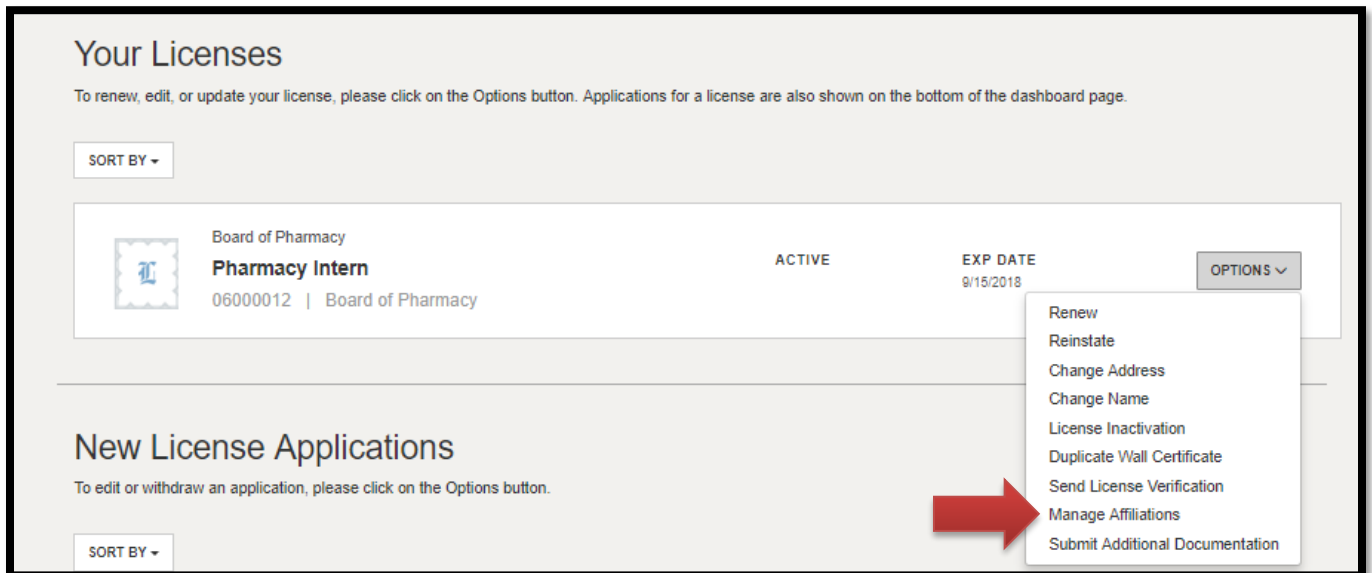 Your Licenses
To renew, edit, or update your license, please click on the Options button. Applications for a license are also shown on the bottom of the dashboard page.
SORT BY
L
Board of Pharmacy
Pharmacy Intern
06000012 | Board of Pharmacy
ACTIVE
EXP DATE
9/15/2018
OPTIONS
Renew
Reinstate
Change Address
Change Name
License Inactivation
Duplicate Wall Certificate
Send License Verification
Manage Affiliations
Submit Additional Documentation
New License Applications
To edit or withdraw an application, please click on the Options button.
SORT BY